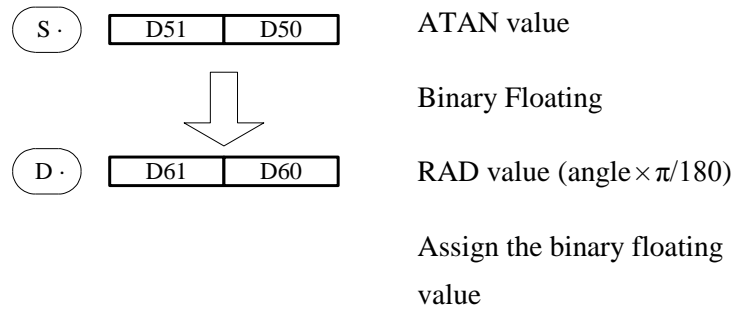 S · D51 D50 ATAN value
Binary Floating
D · D61 D60 RAD value (angle×π/180)
Assign the binary floating
value